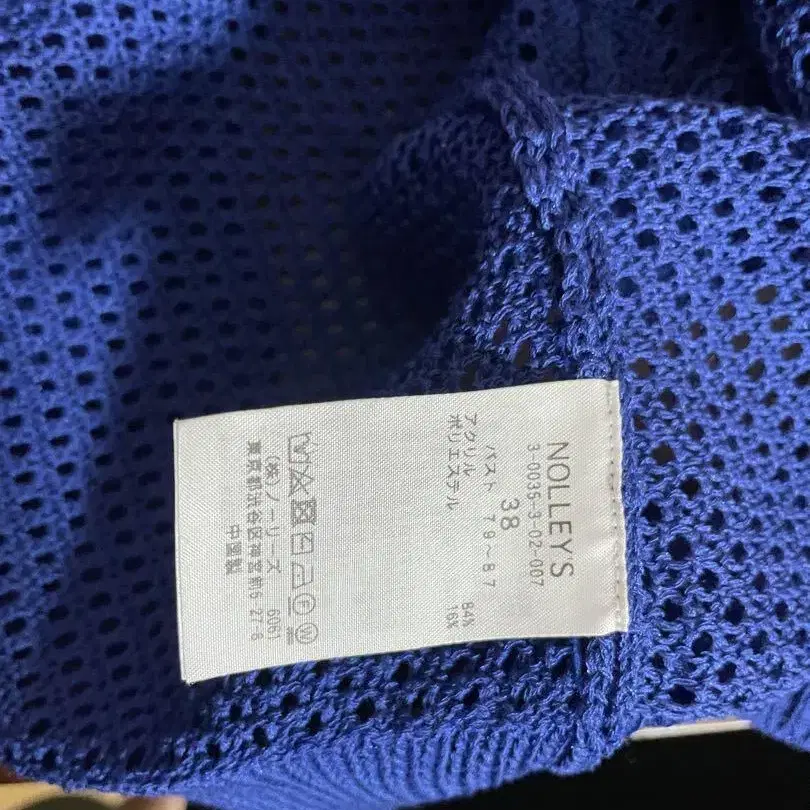 NOLLEY'S
3-0035-3-02-007
38
バスト 79～87
アクリル 84%
ポリエステル 16%
(株)ノーリーズ 6061
東京都渋谷区神宮前6-27-8
中国製